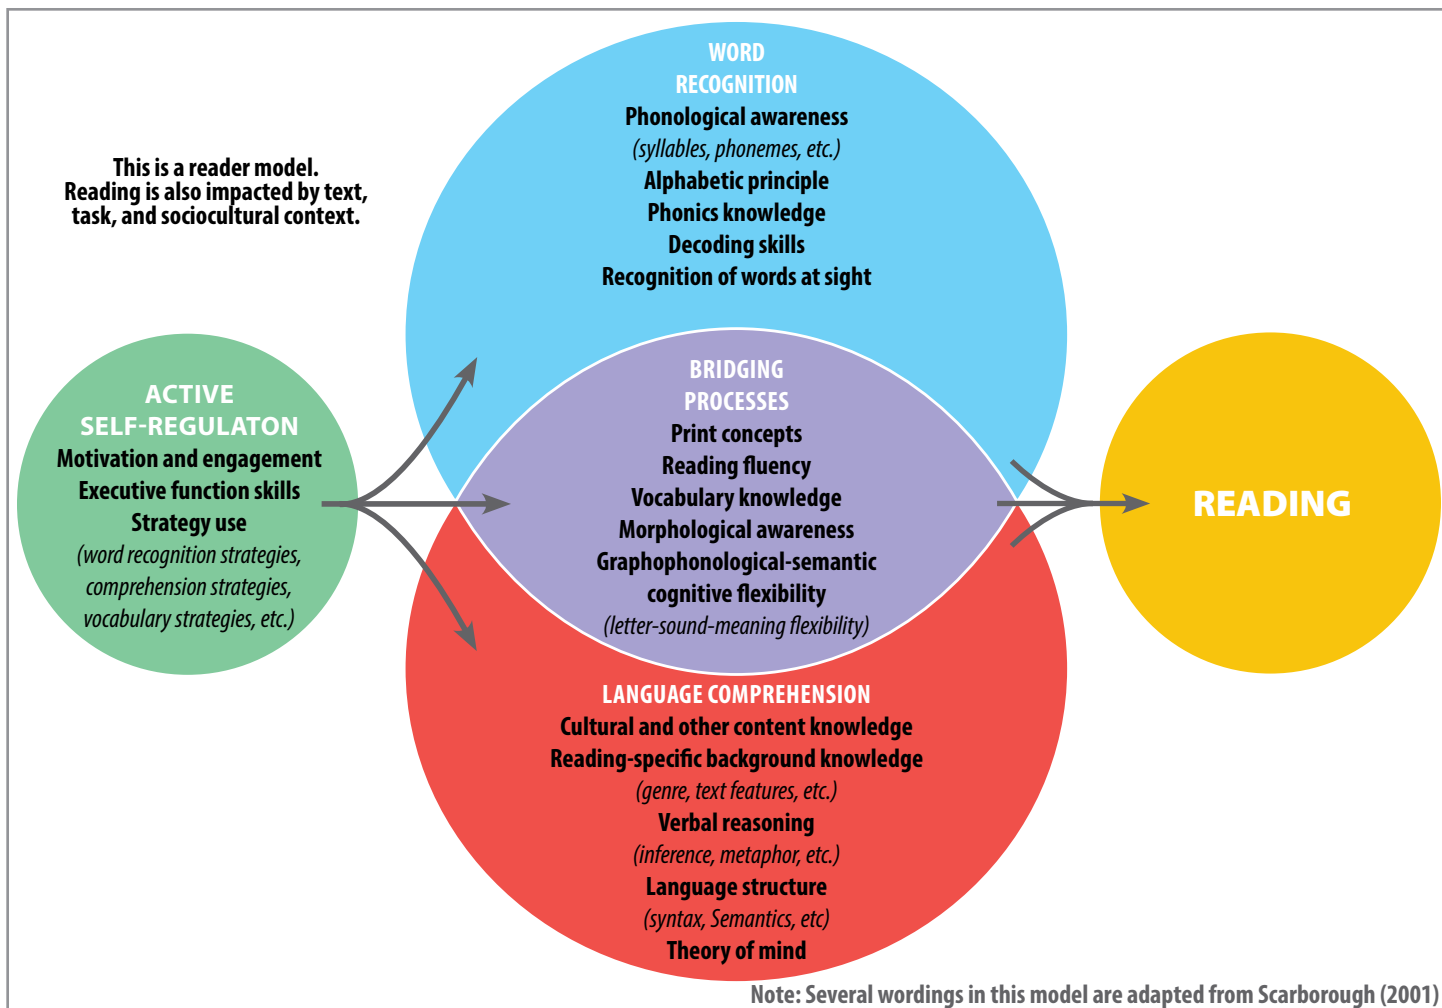 This is a reader model.
Reading is also impacted by text,
task, and sociocultural context.
ACTIVE
SELF-REGULATON
Motivation and engagement
Executive function skills
Strategy use
(word recognition strategies,
comprehension strategies,
vocabulary strategies, etc.)
WORD
RECOGNITION
Phonological awareness
(syllables, phonemes, etc.)
Alphabetic principle
Phonics knowledge
Decoding skills
Recognition of words at sight
BRIDGING
PROCESSES
Print concepts
Reading fluency
Vocabulary knowledge
Morphological awareness
Graphophonological-semantic
cognitive flexibility
(letter-sound-meaning flexibility)
LANGUAGE COMPREHENSION
Cultural and other content knowledge
Reading-specific background knowledge
(genre, text features, etc.)
Verbal reasoning
(inference, metaphor, etc.)
Language structure
(syntax, Semantics, etc)
Theory of mind
READING
Note: Several wordings in this model are adapted from Scarborough (2001)